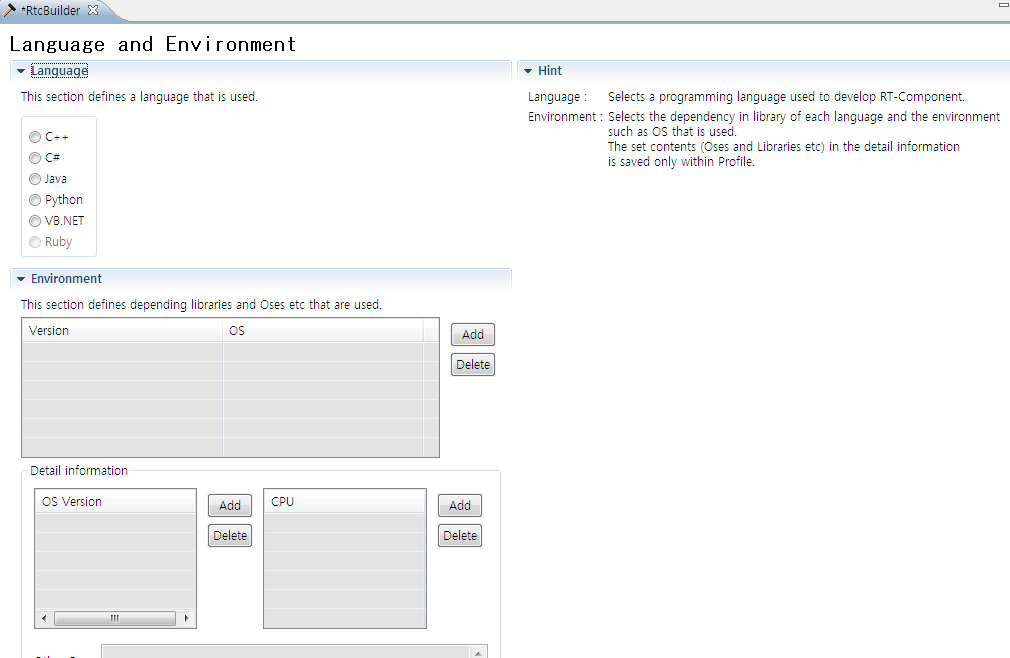 *RtcBuilder
Language and Environment
Language
This section defines a language that is used.
C++
C#
Java
Python
VB.NET
Ruby
Hint
Language : Selects a programming language used to develop RT-Component.
Environment : Selects the dependency in library of each language and the environment
such as OS that is used.
The set contents (Oses and Libraries etc) in the detail information
is saved only within Profile.
Environment
This section defines depending libraries and Oses etc that are used.
Version OS
Add
Delete
Detail information
OS Version
Add
Delete
CPU
Add
Delete